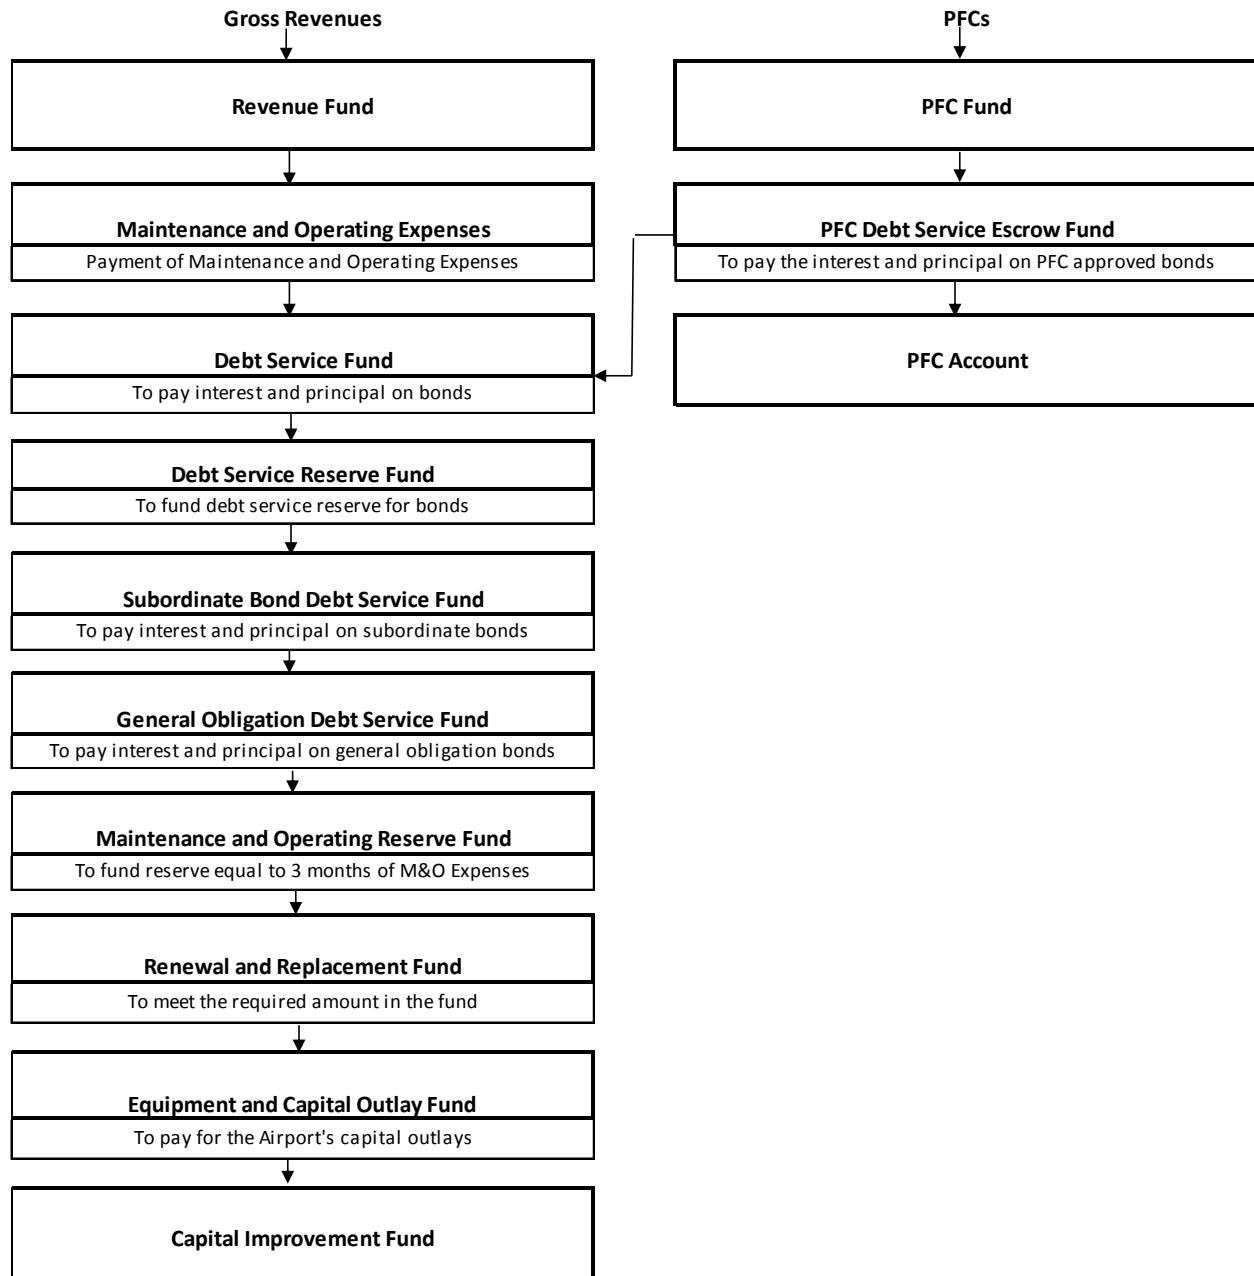 Gross Revenues
PFCs
Revenue Fund
PFC Fund
Maintenance and Operating Expenses
Payment of Maintenance and Operating Expenses
PFC Debt Service Escrow Fund
To pay the interest and principal on PFC approved bonds
Debt Service Fund
To pay interest and principal on bonds
PFC Account
Debt Service Reserve Fund
To fund debt service reserve for bonds
Subordinate Bond Debt Service Fund
To pay interest and principal on subordinate bonds
General Obligation Debt Service Fund
To pay interest and principal on general obligation bonds
Maintenance and Operating Reserve Fund
To fund reserve equal to 3 months of M&O Expenses
Renewal and Replacement Fund
To meet the required amount in the fund
Equipment and Capital Outlay Fund
To pay for the Airport's capital outlays
Capital Improvement Fund